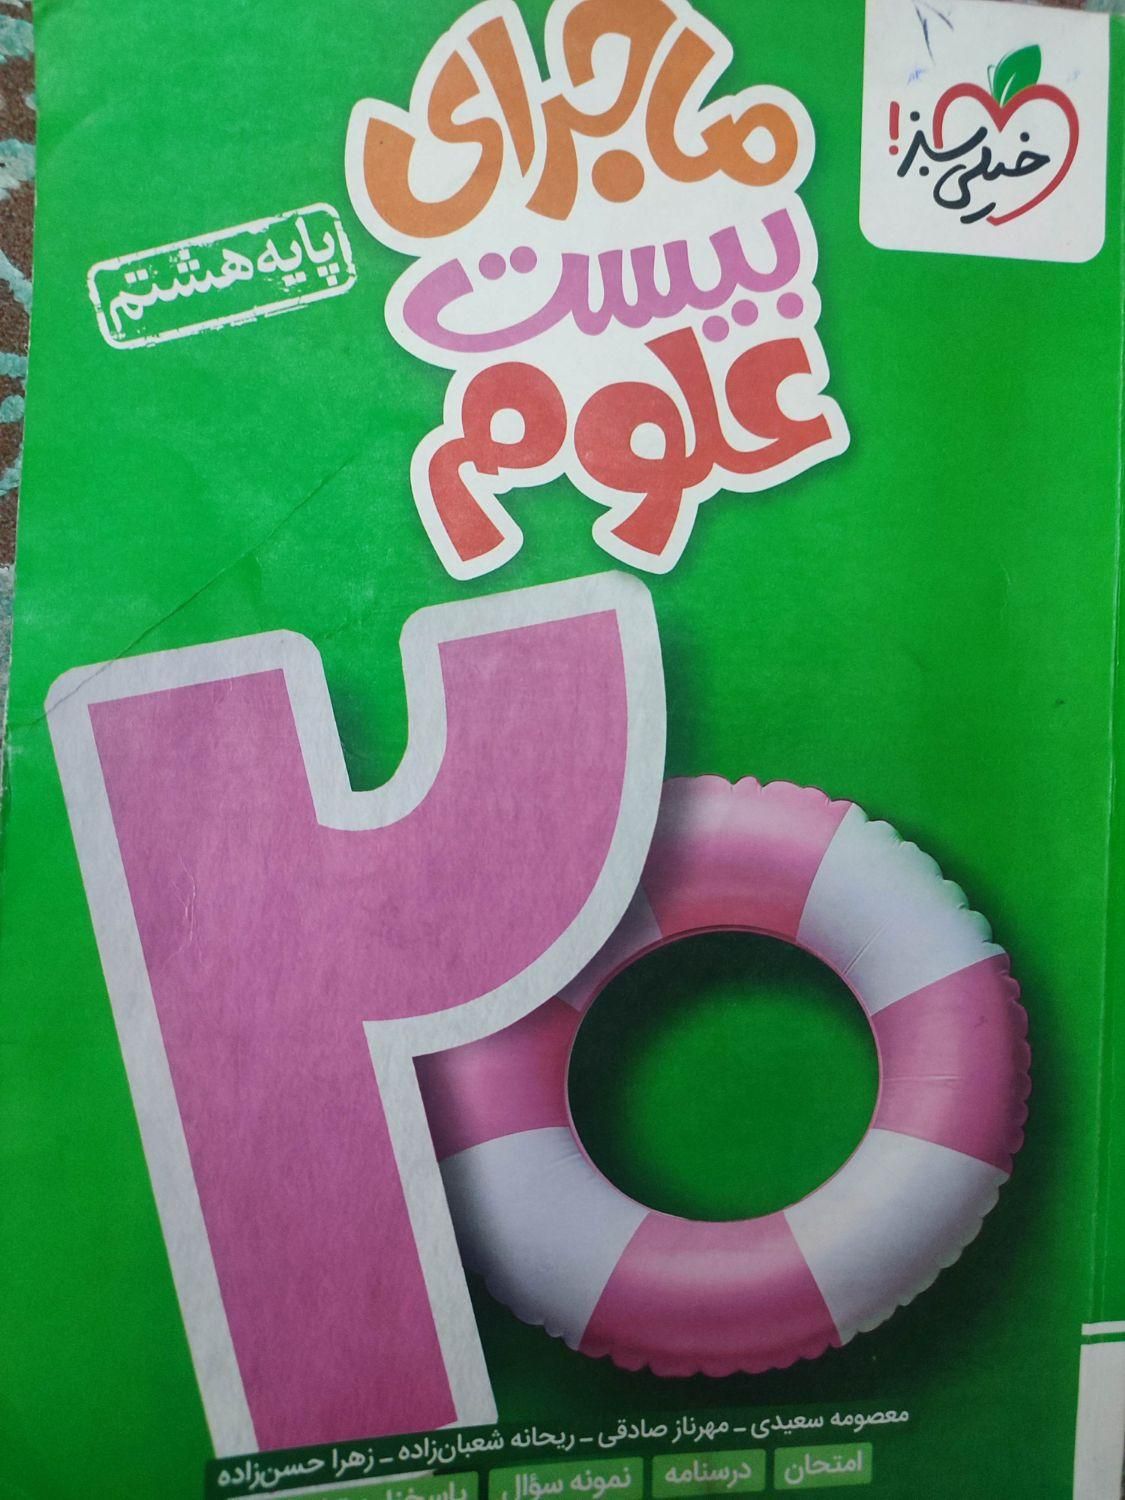 خیلی سبز!
ماجرای
بیست
علوم
پایه هشتم
۲۰
معصومه سعیدی - مهرناز صادقی - ریحانه شعبان‌زاده - زهرا حسن‌زاده
امتحان درسنامه نمونه سؤال